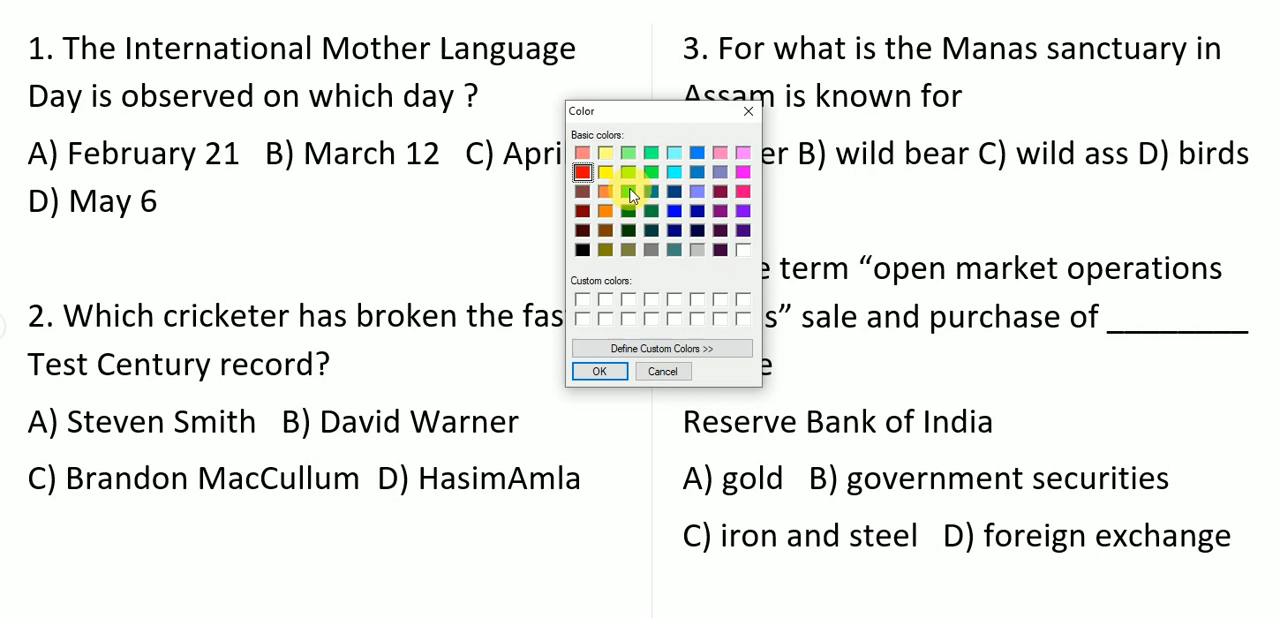 1. The International Mother Language
Day is observed on which day ?
A) February 21 B) March 12 C) Apri
D) May 6
2. Which cricketer has broken the fas
Test Century record?
A) Steven Smith B) David Warner
C) Brandon MacCullum D) HasimAmla
3. For what is the Manas sanctuary in
Assam is known for
er B) wild bear C) wild ass D) birds
e term “open market operations
s” sale and purchase of ________
e
Reserve Bank of India
A) gold B) government securities
C) iron and steel D) foreign exchange
Color
Basic colors:
Custom colors:
Define Custom Colors >>
OK Cancel